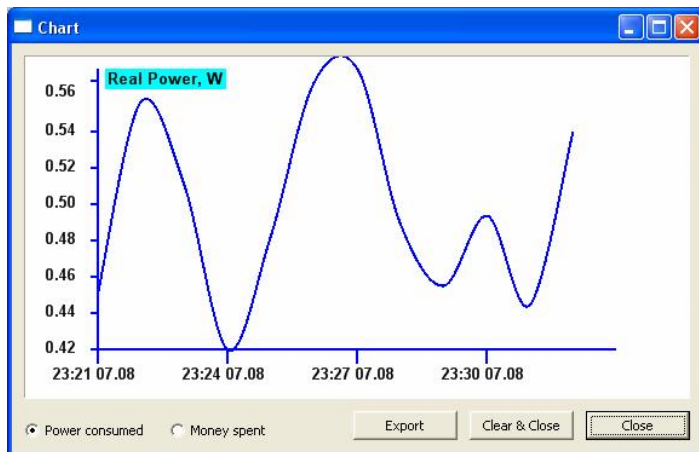 Chart
Real Power, W
0.56
0.54
0.52
0.50
0.48
0.46
0.44
0.42
23:21 07.08 23:24 07.08 23:27 07.08 23:30 07.08
Power consumed Money spent Export Clear & Close Close